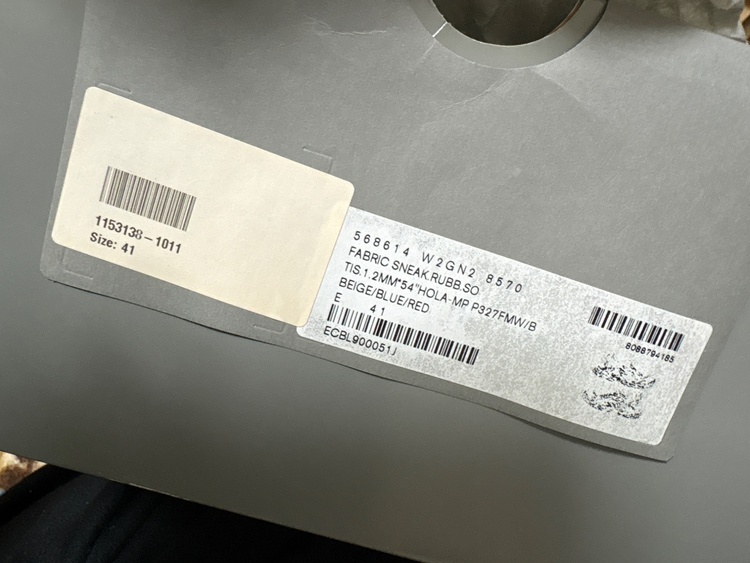 1153138-1011
Size: 41
568614 W2GN2 8570
FABRIC SNEAK.RUBB.SO
TIS.1.2MM*54"HOLA-MP P327FMW/B
BEIGE/BLUE/RED
E 41
ECBL900051J
8088794185